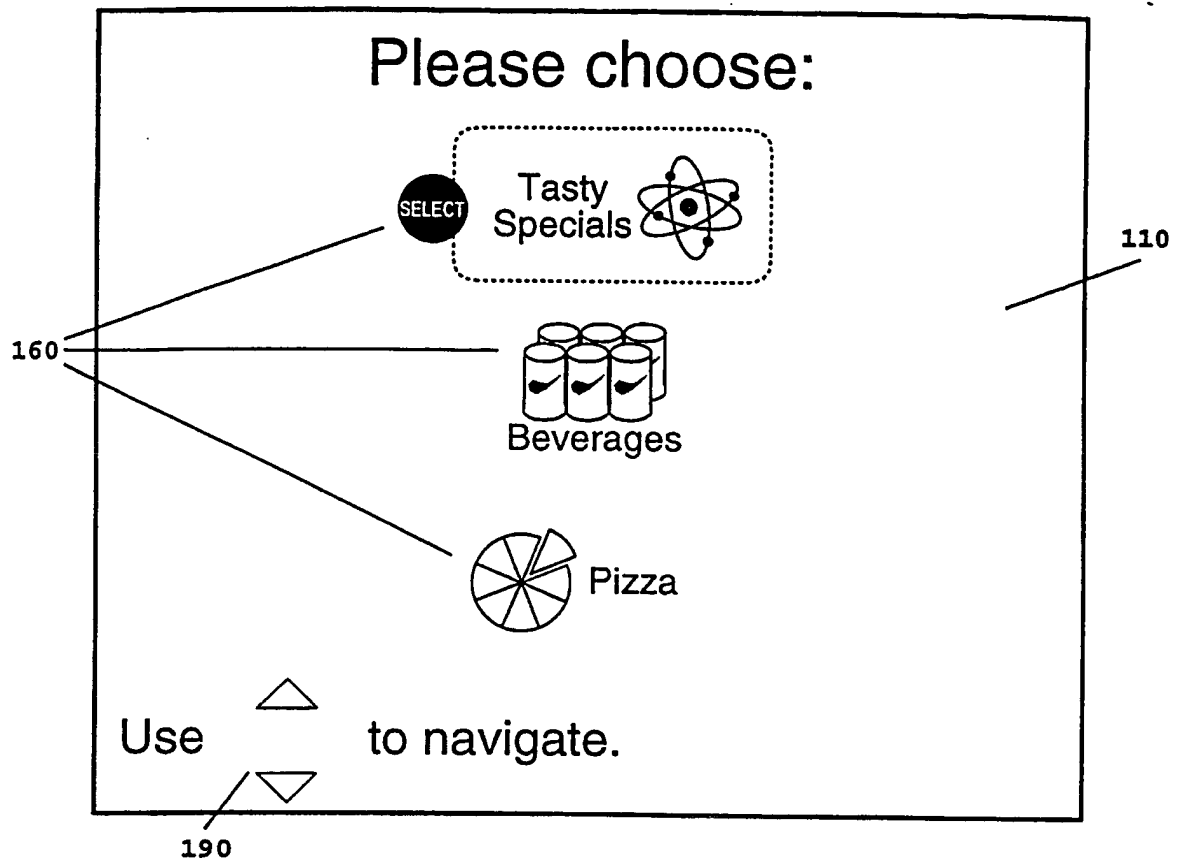 Please choose:
SELECT
Tasty
Specials
110
160
Beverages
Pizza
Use to navigate.
190